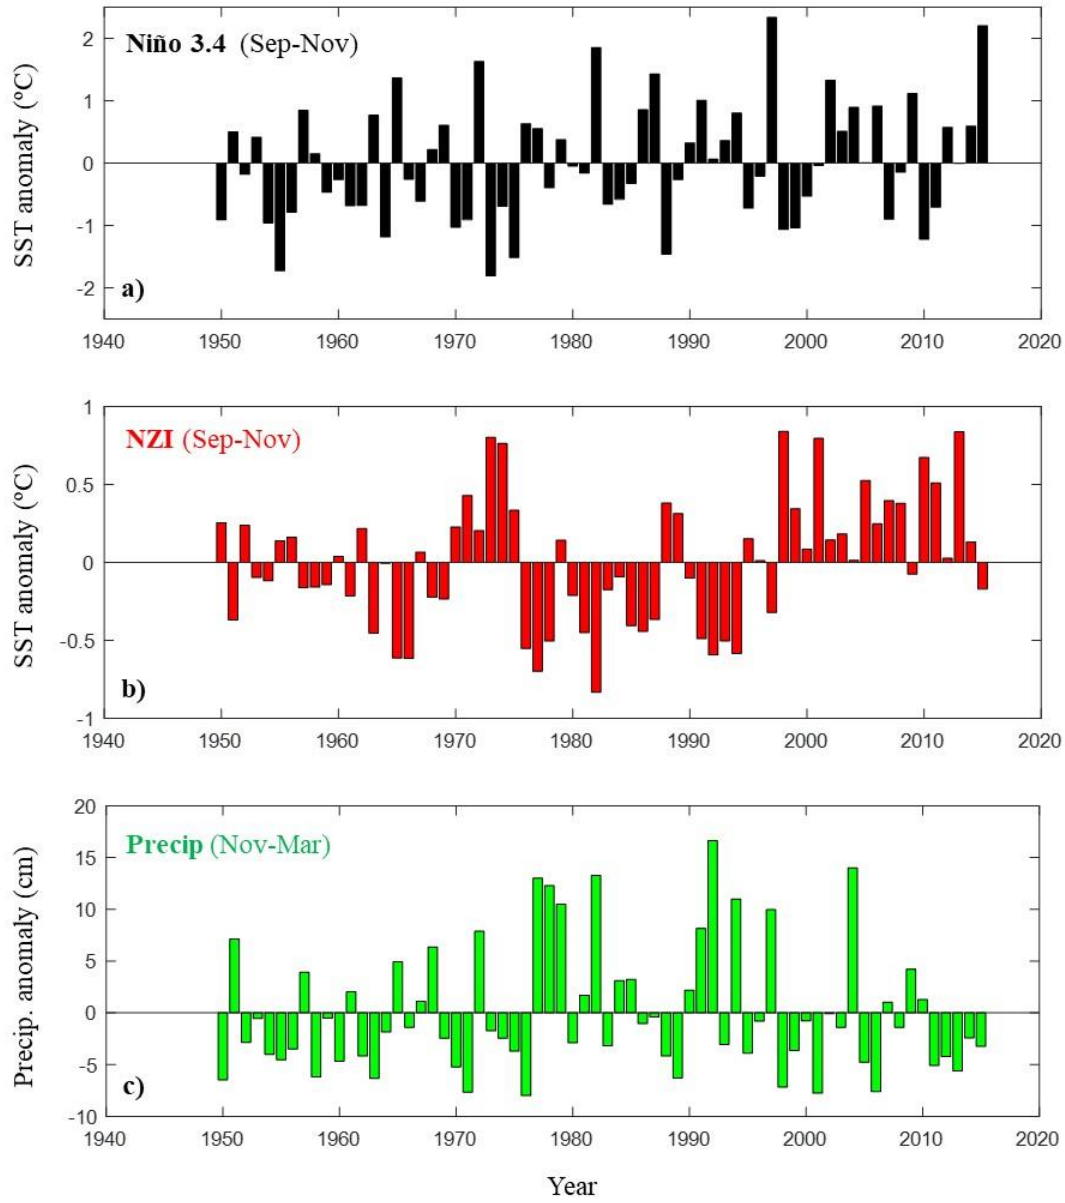 Niño 3.4 (Sep-Nov)
SST anomaly (ºC)
2
1
0
-1
-2
a)
1940 1950 1960 1970 1980 1990 2000 2010 2020
NZI (Sep-Nov)
SST anomaly (ºC)
1
0.5
0
-0.5
-1
b)
1940 1950 1960 1970 1980 1990 2000 2010 2020
Precip (Nov-Mar)
Precip. anomaly (cm)
20
15
10
5
0
-5
-10
c)
1940 1950 1960 1970 1980 1990 2000 2010 2020
Year